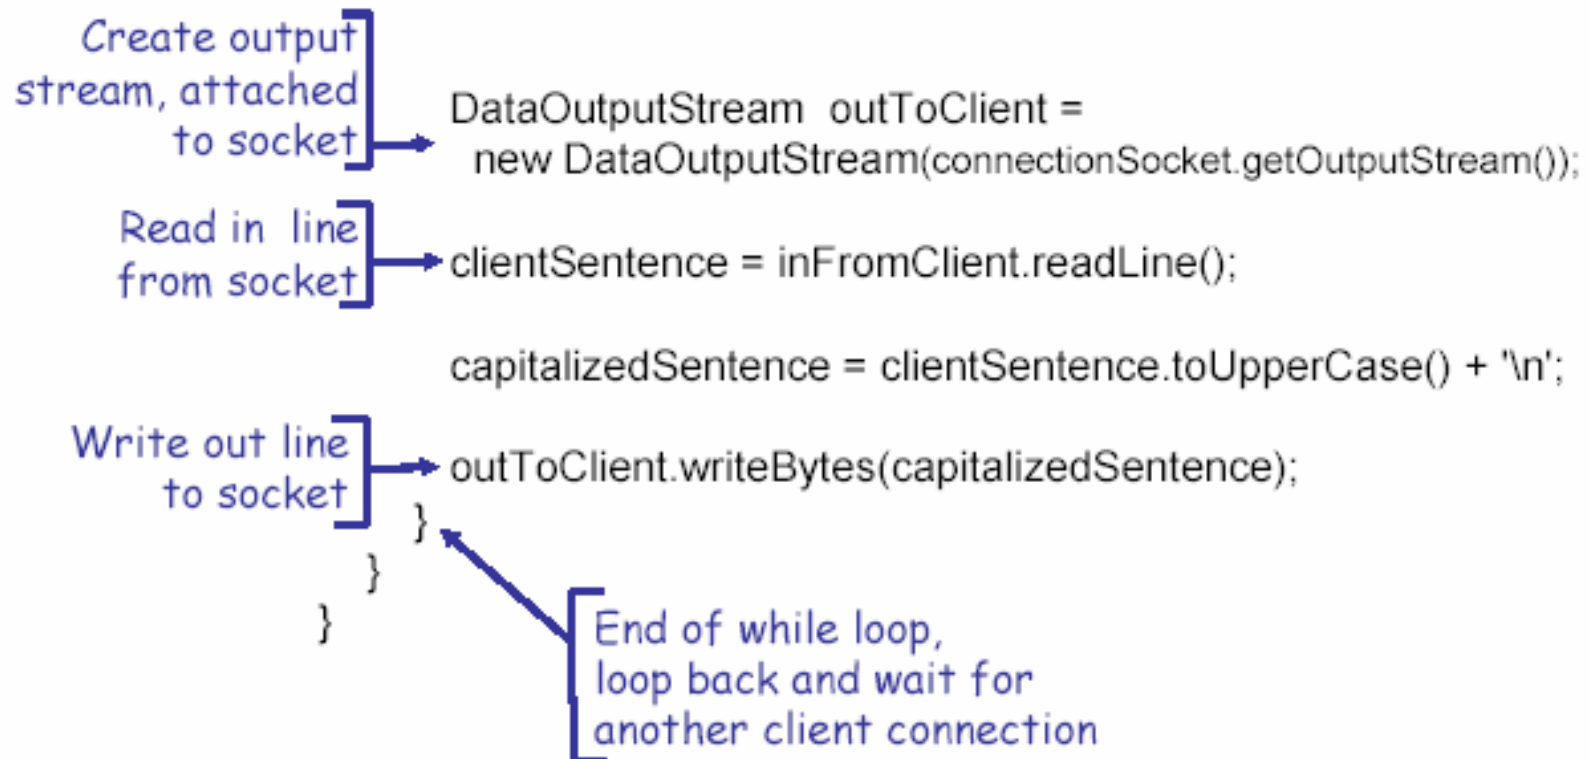 Create output
stream, attached
to socket
DataOutputStream outToClient =
new DataOutputStream(connectionSocket.getOutputStream());
Read in line
from socket
clientSentence = inFromClient.readLine();
capitalizedSentence = clientSentence.toUpperCase() + '\n';
Write out line
to socket
outToClient.writeBytes(capitalizedSentence);
}
}
}
End of while loop,
loop back and wait for
another client connection